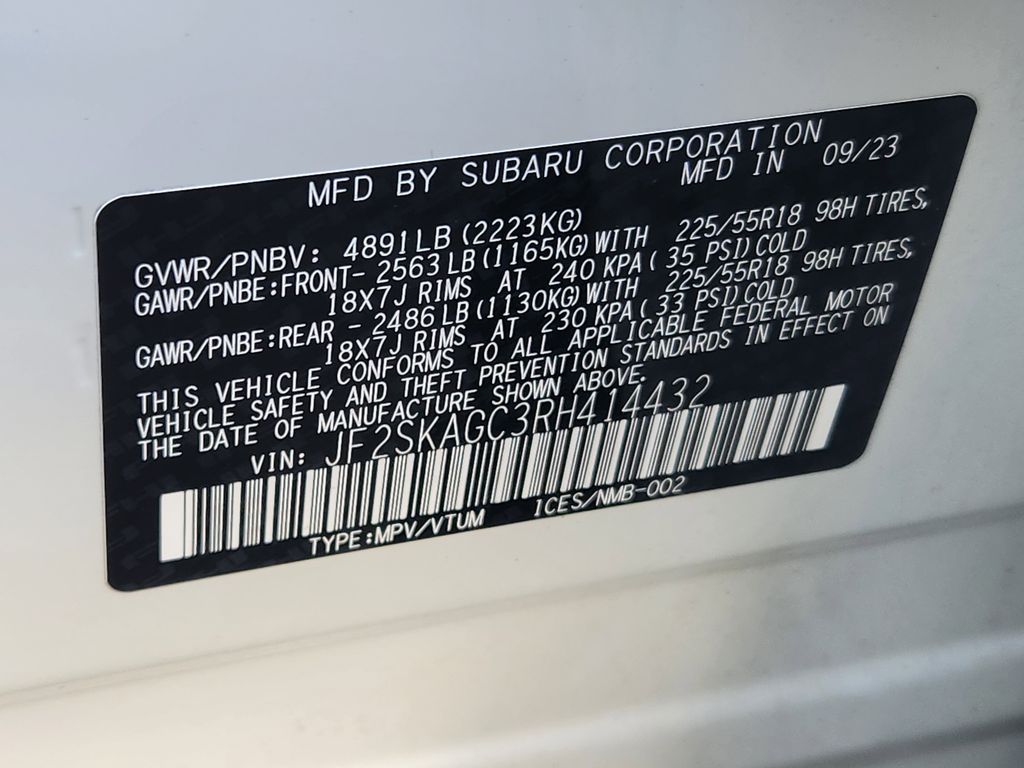 MFD BY SUBARU CORPORATION
MFD IN 09/23
GVWR/PNBV: 4891LB (2223KG)
GAWR/PNBE:FRONT- 2563LB(1165KG)WITH 225/55R18 98H TIRES,
18X7J RIMS AT 240 KPA( 35 PSI)COLD
GAWR/PNBE:REAR - 2486LB(1130KG)WITH 225/55R18 98H TIRES,
18X7J RIMS AT 230 KPA( 33 PSI)COLD
THIS VEHICLE CONFORMS TO ALL APPLICABLE FEDERAL MOTOR
VEHICLE SAFETY AND THEFT PREVENTION STANDARDS IN EFFECT ON
THE DATE OF MANUFACTURE SHOWN ABOVE.
VIN: JF2SKAGC3RH414432
TYPE:MPV/VTUM ICES/NMB-002